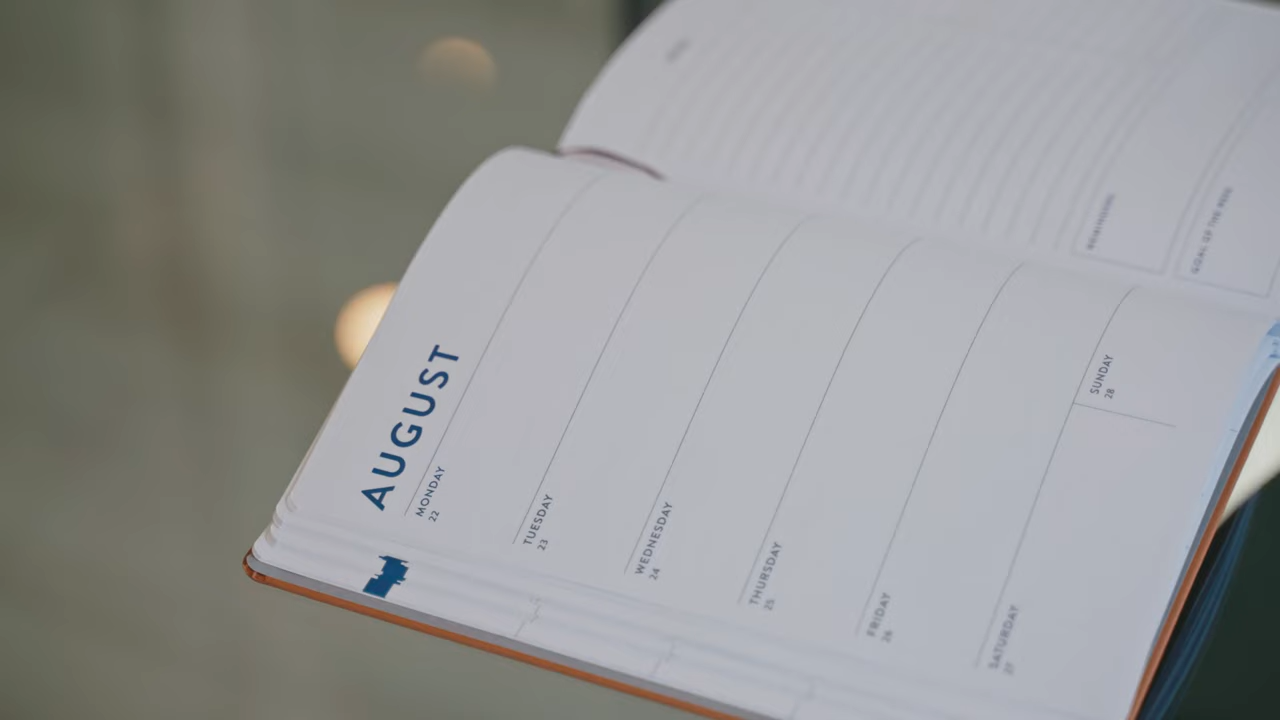 AUGUST
MONDAY
22
TUESDAY
23
WEDNESDAY
24
THURSDAY
25
FRIDAY
26
SATURDAY
27
SUNDAY
28
GOAL OF THE WEEK